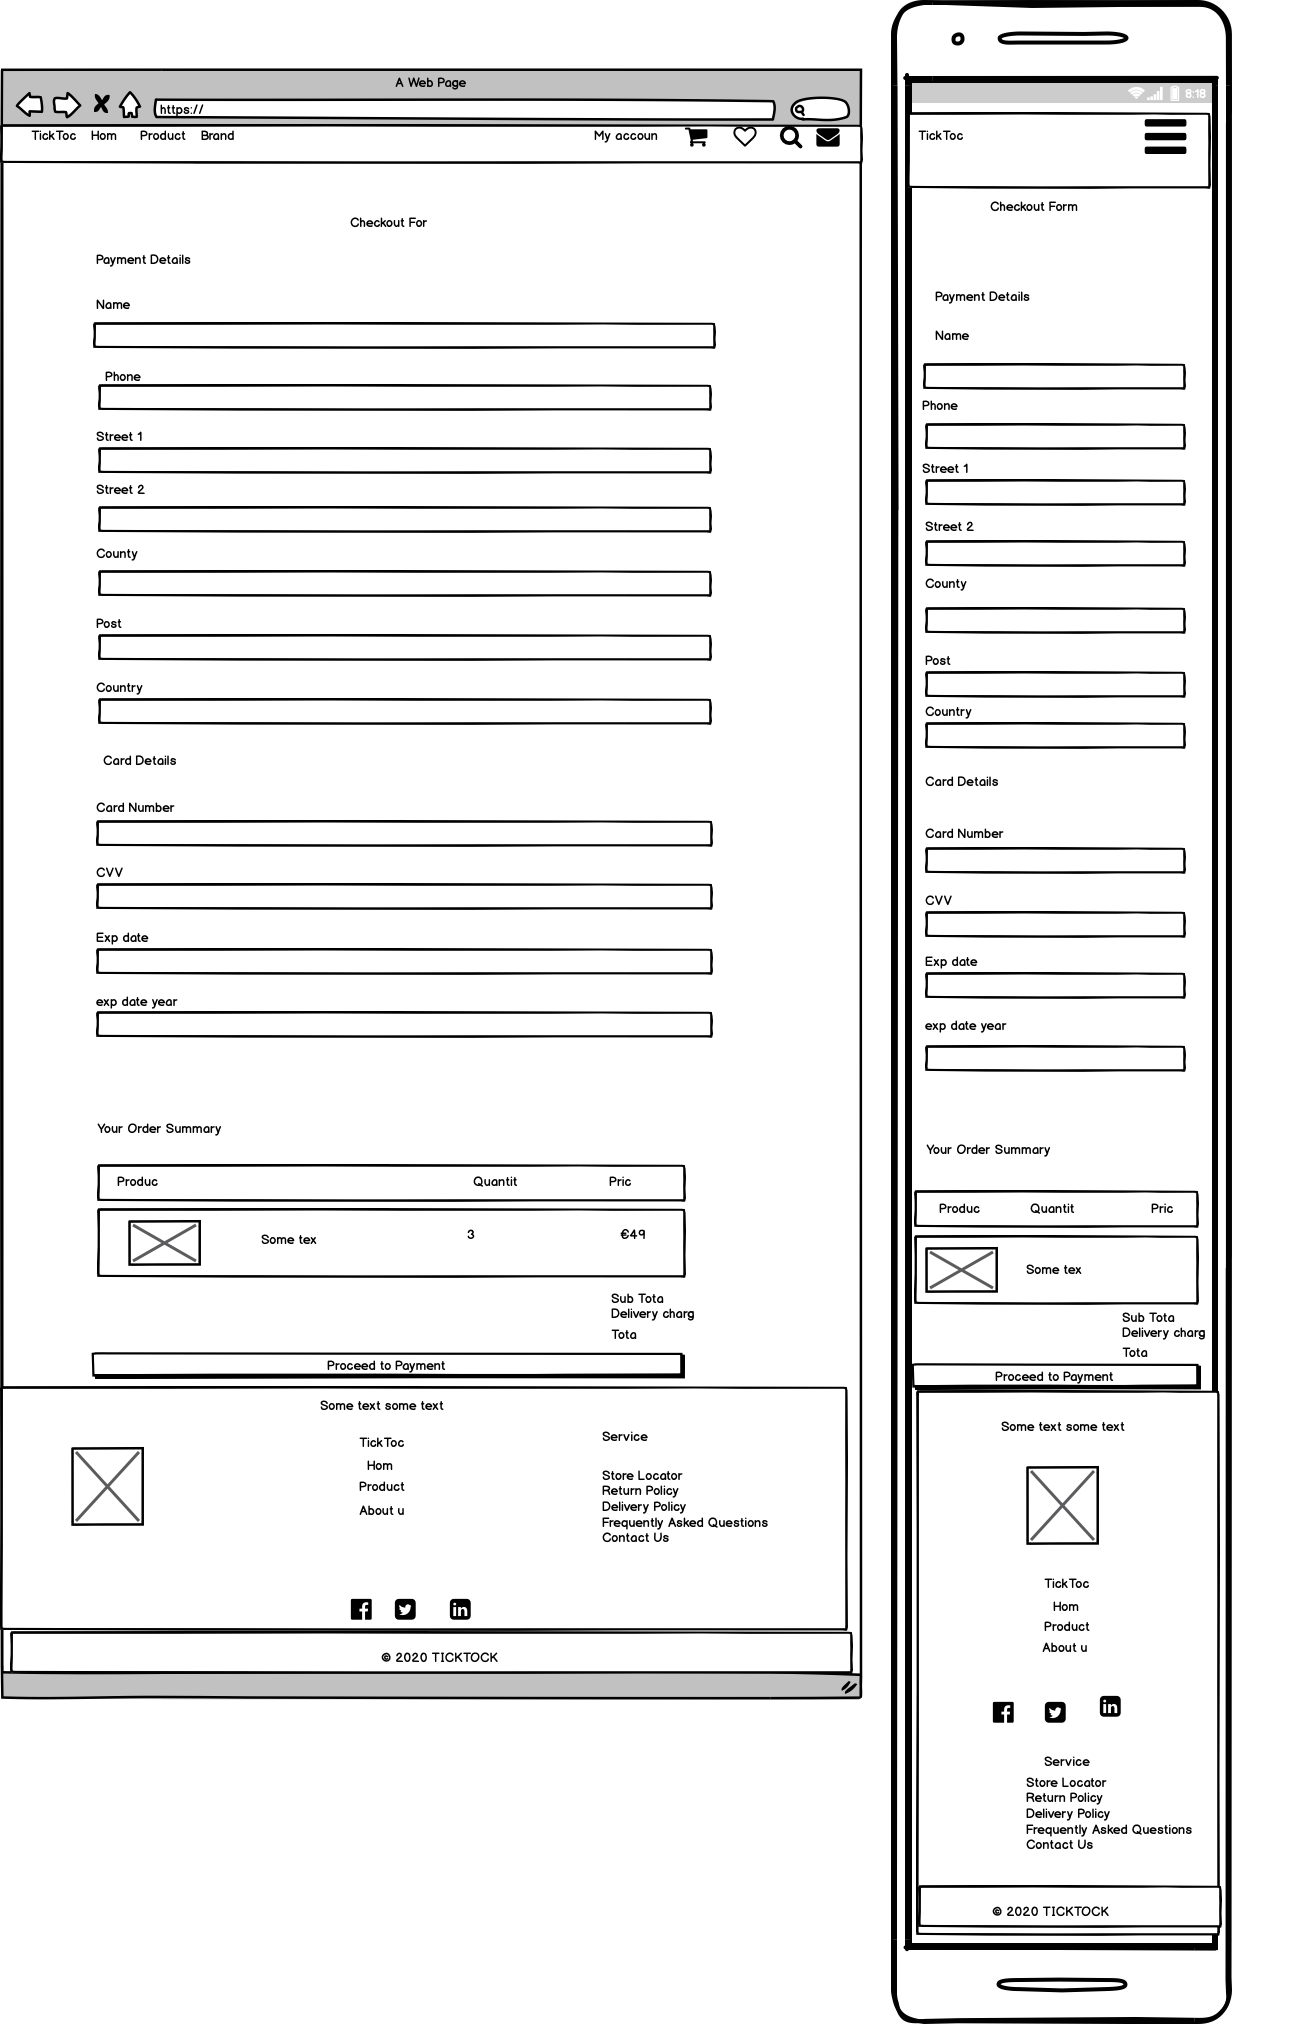 A Web Page
https://
TickToc Hom Product Brand My accoun
Checkout For
Payment Details
Name
Phone
Street 1
Street 2
County
Post
Country
Card Details
Card Number
CVV
Exp date
exp date year
Your Order Summary
Produc Quantit Pric
Some tex 3 €49
Sub Tota
Delivery charg
Tota
Proceed to Payment
Some text some text
TickToc
Hom
Product
About u
Service
Store Locator
Return Policy
Delivery Policy
Frequently Asked Questions
Contact Us
© 2020 TICKTOCK
8:18
TickToc
Checkout Form
Payment Details
Name
Phone
Street 1
Street 2
County
Post
Country
Card Details
Card Number
CVV
Exp date
exp date year
Your Order Summary
Produc Quantit Pric
Some tex
Sub Tota
Delivery charg
Tota
Proceed to Payment
Some text some text
TickToc
Hom
Product
About u
Service
Store Locator
Return Policy
Delivery Policy
Frequently Asked Questions
Contact Us
© 2020 TICKTOCK